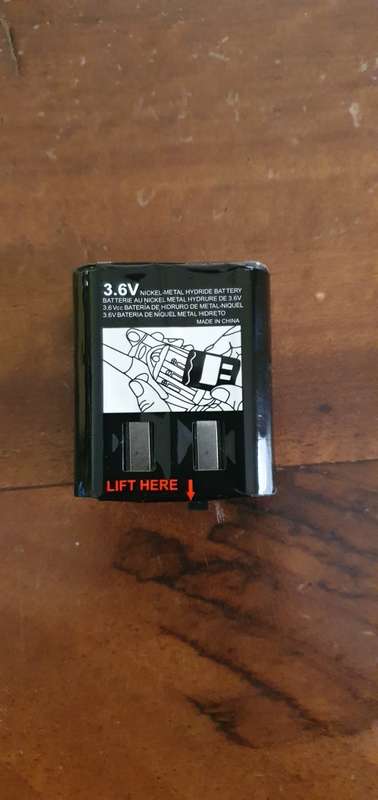 3.6V NICKEL-METAL HYDRIDE BATTERY
BATTERIE AU NICKEL METAL HYDRURE DE 3.6V
3.6Vcc BATERÍA DE HIDRURO DE METAL-NIQUEL
3.6V BATERIA DE NÍQUEL METAL HIDRETO
MADE IN CHINA
LIFT HERE